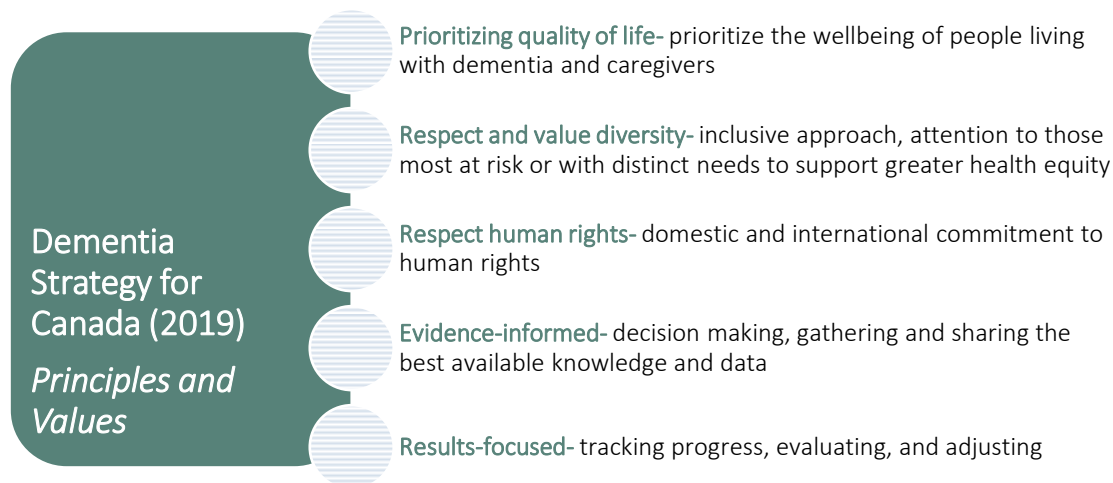 Dementia
Strategy for
Canada (2019)
Principles and
Values
Prioritizing quality of life- prioritize the wellbeing of people living
with dementia and caregivers
Respect and value diversity- inclusive approach, attention to those
most at risk or with distinct needs to support greater health equity
Respect human rights- domestic and international commitment to
human rights
Evidence-informed- decision making, gathering and sharing the
best available knowledge and data
Results-focused- tracking progress, evaluating, and adjusting